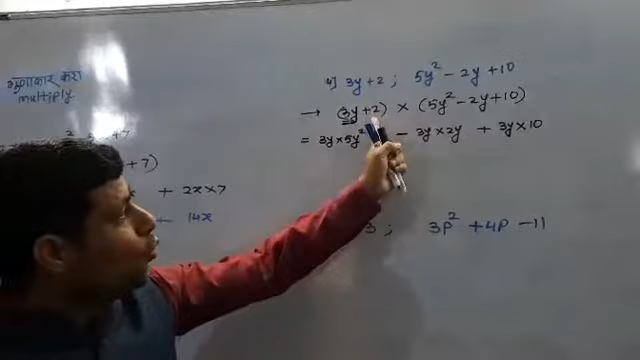 गुणाकार करा
multiply
4) 3y+2 ; 5y² - 2y +10
→ (3y+2) × (5y²-2y+10)
= 3y×5y² - 3y×2y + 3y×10
+7)
+ 2x×7
+ 14x
3 ; 3p² +4p -11